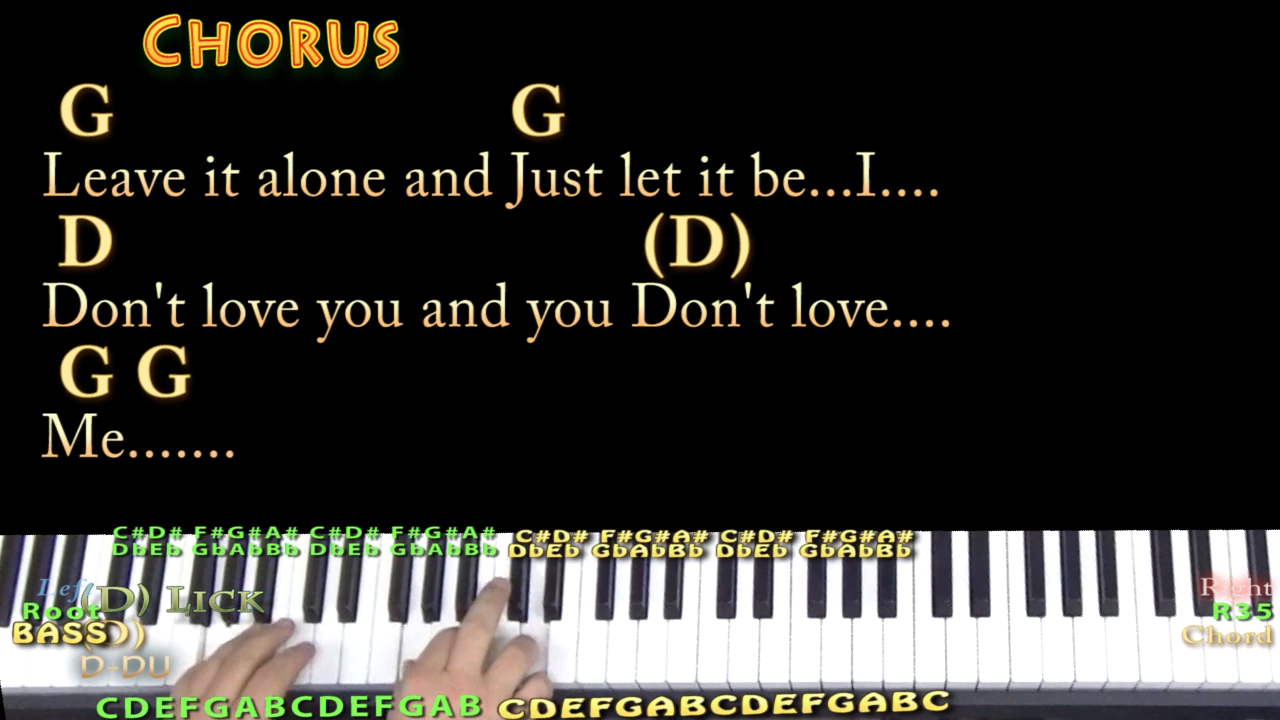 CHORUS
G G
Leave it alone and Just let it be...I....
D (D)
Don't love you and you Don't love....
G G
Me.......
C#D# F#G#A# C#D# F#G#A# C#D# F#G#A# C#D# F#G#A#
DbEb GbAbBb DbEb GbAbBb DbEb GbAbBb DbEb GbAbBb
Left (D) LICK Right
Root R35
BASS D)) Chord
D-DU
CDEFGABCDEFGAB CDEFGABCDEFGABC